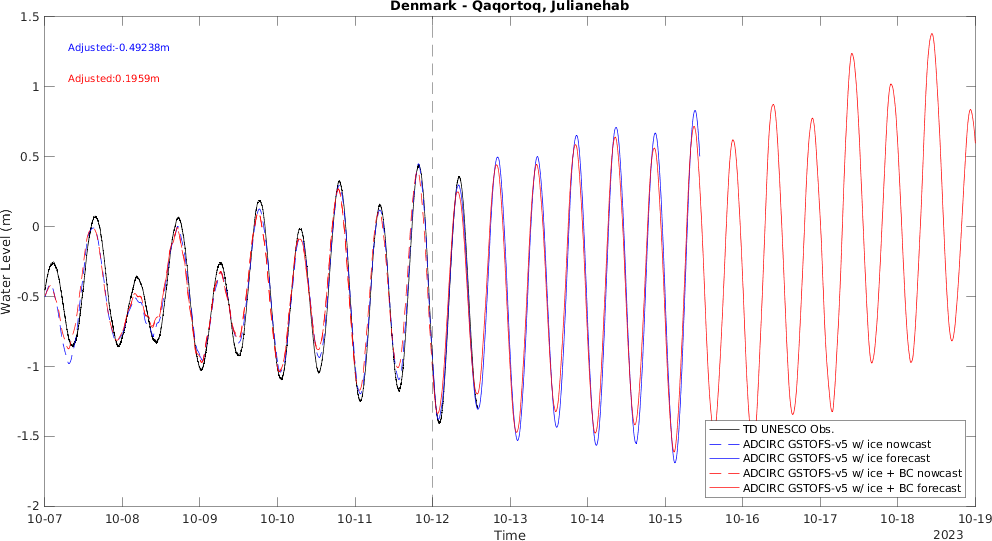 Denmark - Qaqortoq, Julianehab
Adjusted:-0.49238m
Adjusted:0.1959m
Water Level (m)
1.5
1
0.5
0
-0.5
-1
-1.5
-2
TD UNESCO Obs.
ADCIRC GSTOFS-v5 w/ ice nowcast
ADCIRC GSTOFS-v5 w/ ice forecast
ADCIRC GSTOFS-v5 w/ ice + BC nowcast
ADCIRC GSTOFS-v5 w/ ice + BC forecast
10-07 10-08 10-09 10-10 10-11 10-12 10-13 10-14 10-15 10-16 10-17 10-18 10-19
Time
2023